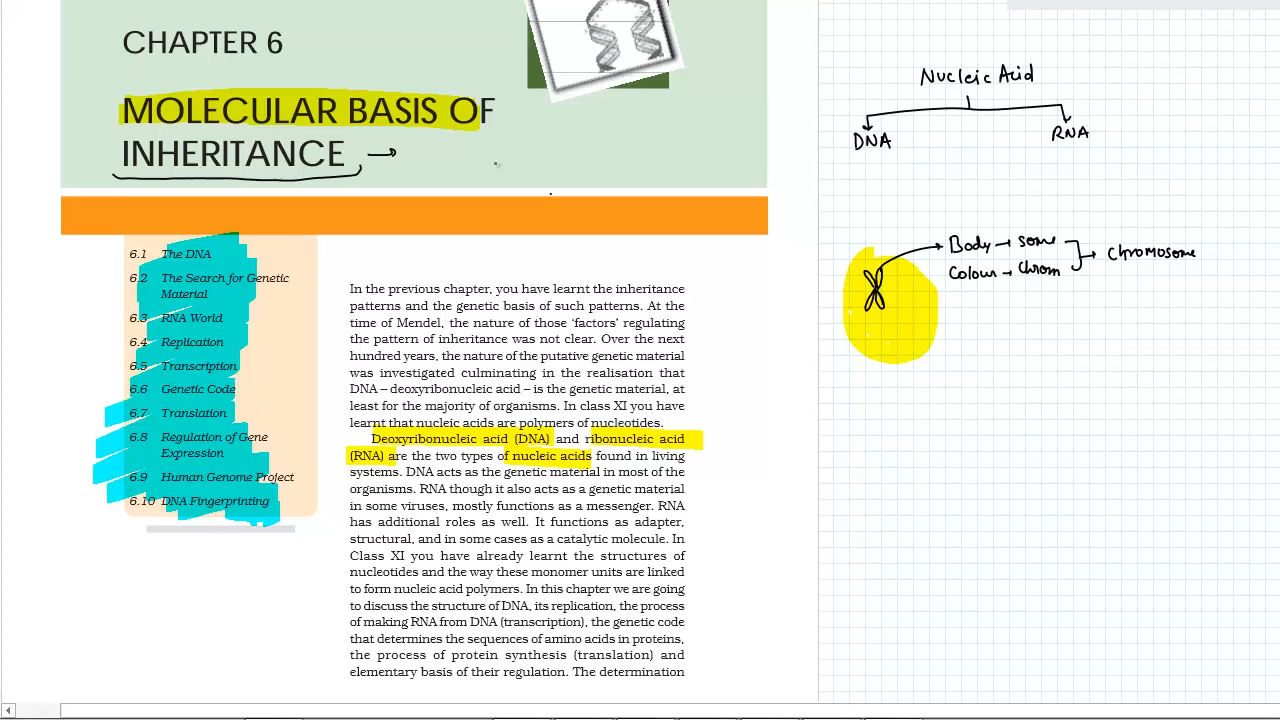 CHAPTER 6
MOLECULAR BASIS OF
INHERITANCE
6.1 The DNA
6.2 The Search for Genetic
Material
6.3 RNA World
6.4 Replication
6.5 Transcription
6.6 Genetic Code
6.7 Translation
6.8 Regulation of Gene
Expression
6.9 Human Genome Project
6.10 DNA Fingerprinting
In the previous chapter, you have learnt the inheritance
patterns and the genetic basis of such patterns. At the
time of Mendel, the nature of those ‘factors’ regulating
the pattern of inheritance was not clear. Over the next
hundred years, the nature of the putative genetic material
was investigated culminating in the realisation that
DNA – deoxyribonucleic acid – is the genetic material, at
least for the majority of organisms. In class XI you have
learnt that nucleic acids are polymers of nucleotides.
Deoxyribonucleic acid (DNA) and ribonucleic acid
(RNA) are the two types of nucleic acids found in living
systems. DNA acts as the genetic material in most of the
organisms. RNA though it also acts as a genetic material
in some viruses, mostly functions as a messenger. RNA
has additional roles as well. It functions as adapter,
structural, and in some cases as a catalytic molecule. In
Class XI you have already learnt the structures of
nucleotides and the way these monomer units are linked
to form nucleic acid polymers. In this chapter we are going
to discuss the structure of DNA, its replication, the process
of making RNA from DNA (transcription), the genetic code
that determines the sequences of amino acids in proteins,
the process of protein synthesis (translation) and
elementary basis of their regulation. The determination
Nucleic Acid
DNA RNA
Body → some
Colour → Chrom
Chromosome